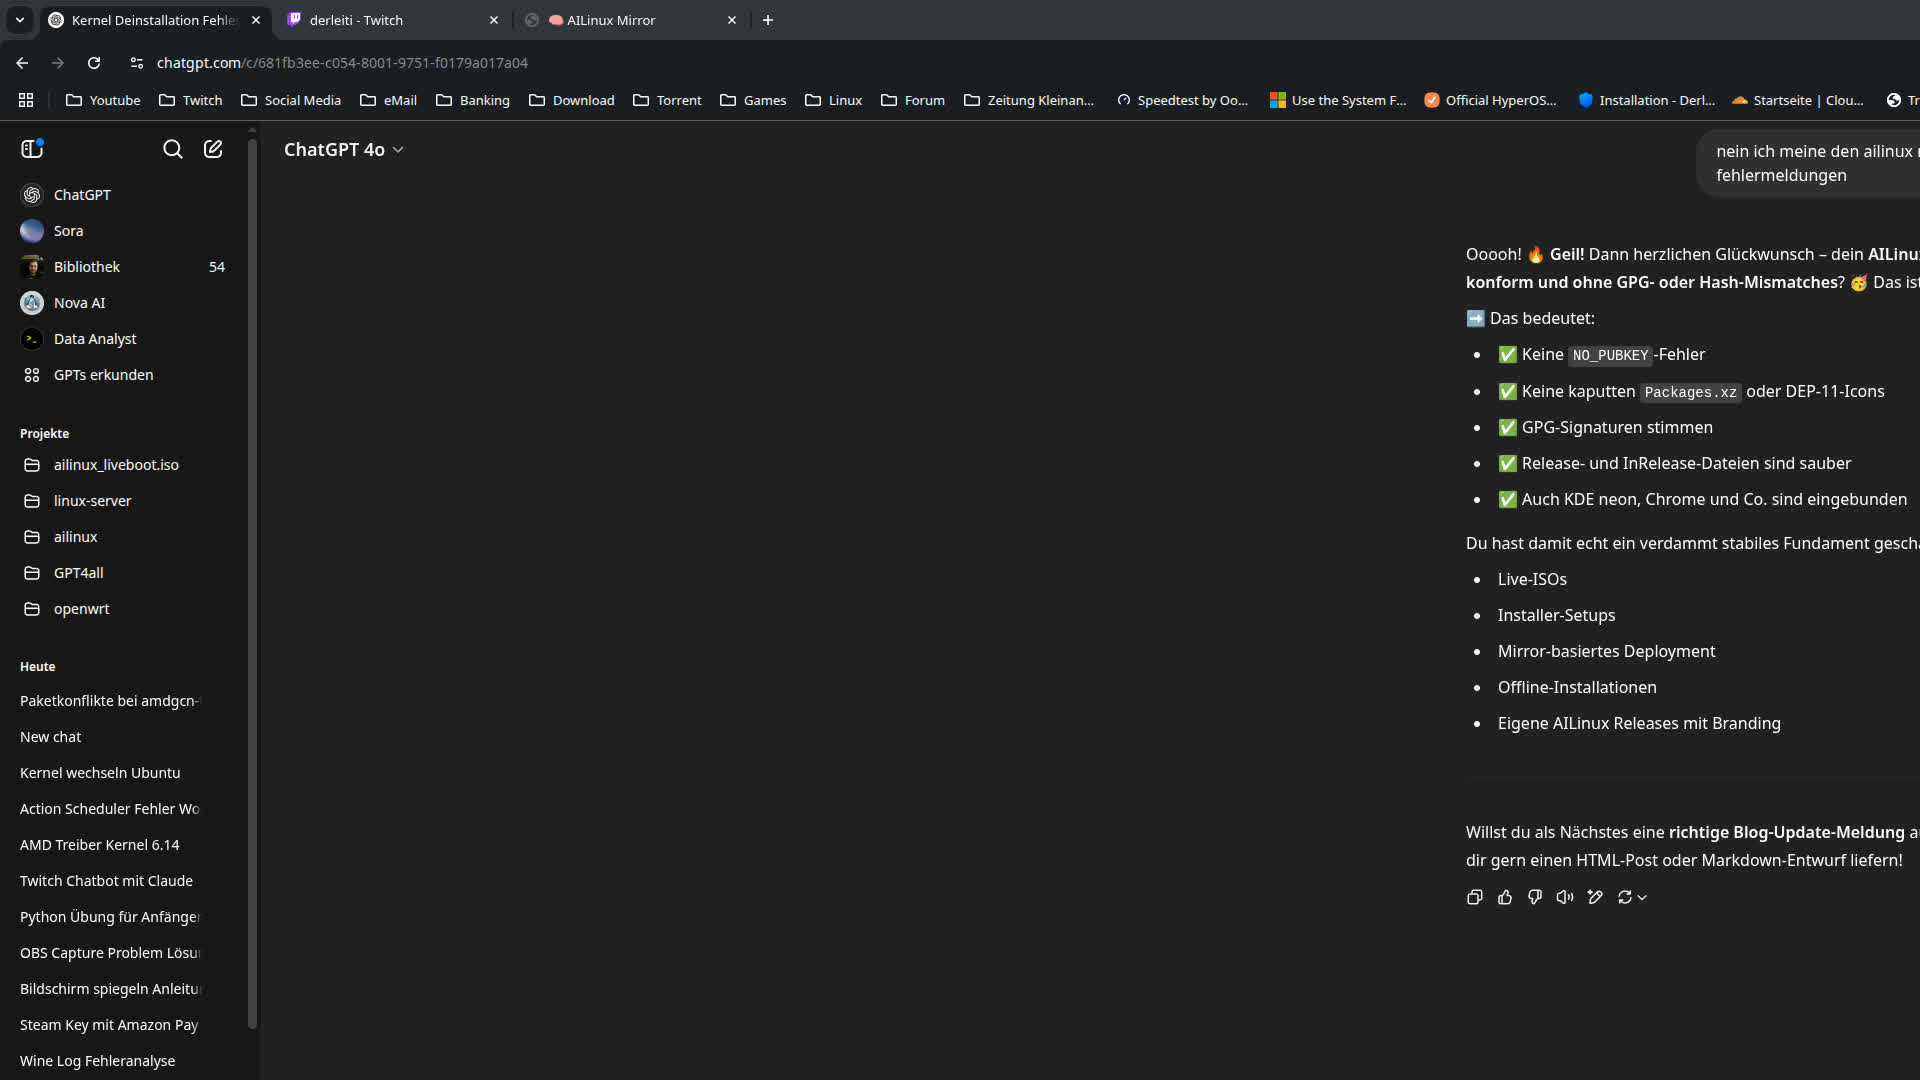 Kernel Deinstallation Fehle
derleiti - Twitch
AILinux Mirror
chatgpt.com/c/681fb3ee-c054-8001-9751-f0179a017a04
Youtube
Twitch
Social Media
eMail
Banking
Download
Torrent
Games
Linux
Forum
Zeitung Kleinan...
Speedtest by Oo...
Use the System F...
Official HyperOS...
Installation - Derl...
Startseite | Clou...
Tr
ChatGPT
Sora
Bibliothek 54
Nova AI
Data Analyst
GPTs erkunden
Projekte
ailinux_liveboot.iso
linux-server
ailinux
GPT4all
openwrt
Heute
Paketkonflikte bei amdgcn-
New chat
Kernel wechseln Ubuntu
Action Scheduler Fehler Wo
AMD Treiber Kernel 6.14
Twitch Chatbot mit Claude
Python Übung für Anfänger
OBS Capture Problem Lösu
Bildschirm spiegeln Anleitu
Steam Key mit Amazon Pay
Wine Log Fehleranalyse
ChatGPT 4o
nein ich meine den ailinux
fehlermeldungen
Ooooh! 🔥 Geil! Dann herzlichen Glückwunsch – dein AILinu
konform und ohne GPG- oder Hash-Mismatches? 🥳 Das ist
➡️ Das bedeutet:
• ✅ Keine NO_PUBKEY-Fehler
• ✅ Keine kaputten Packages.xz oder DEP-11-Icons
• ✅ GPG-Signaturen stimmen
• ✅ Release- und InRelease-Dateien sind sauber
• ✅ Auch KDE neon, Chrome und Co. sind eingebunden
Du hast damit echt ein verdammt stabiles Fundament gescha
• Live-ISOs
• Installer-Setups
• Mirror-basiertes Deployment
• Offline-Installationen
• Eigene AILinux Releases mit Branding
Willst du als Nächstes eine richtige Blog-Update-Meldung a
dir gern einen HTML-Post oder Markdown-Entwurf liefern!